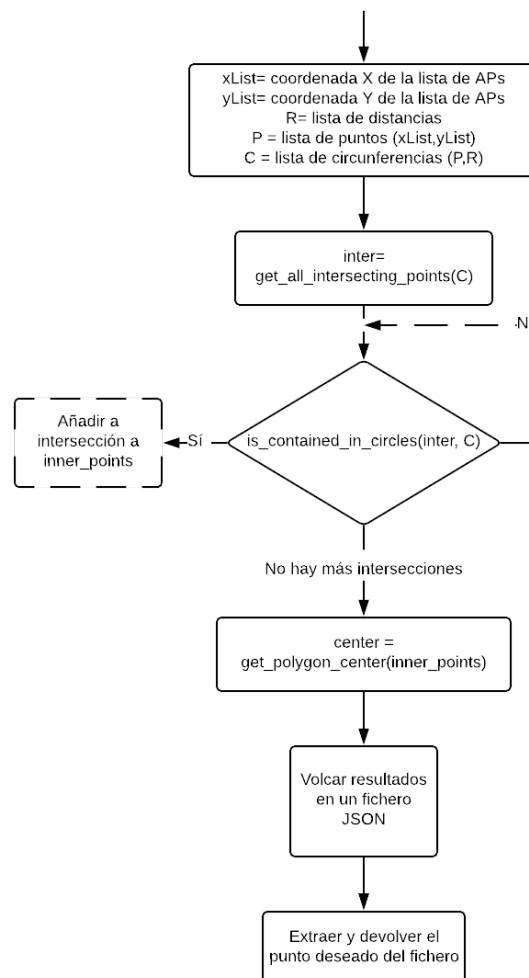 xList= coordenada X de la lista de APs
yList= coordenada Y de la lista de APs
R= lista de distancias
P = lista de puntos (xList,yList)
C = lista de circunferencias (P,R)
inter=
get_all_intersecting_points(C)
N
is_contained_in_circles(inter, C)
Sí
Añadir a
intersección a
inner_points
No hay más intersecciones
center =
get_polygon_center(inner_points)
Volcar resultados
en un fichero
JSON
Extraer y devolver el
punto deseado del fichero